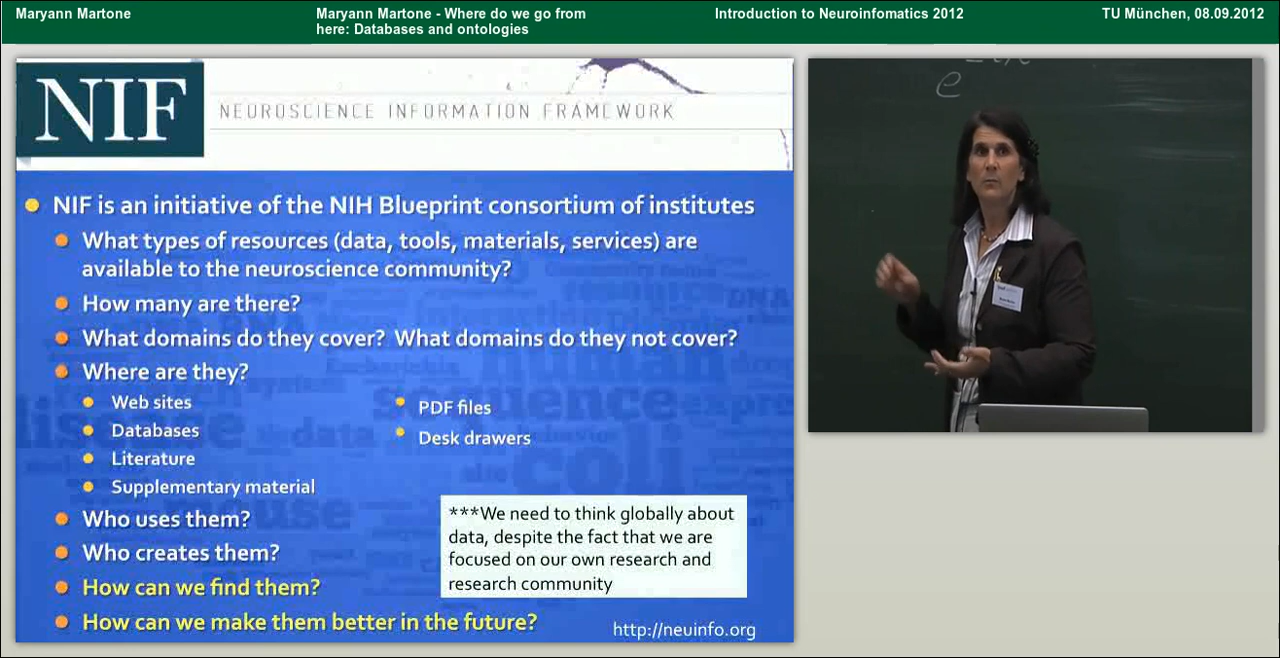 Maryann Martone
Maryann Martone - Where do we go from
here: Databases and ontologies
Introduction to Neuroinfomatics 2012
TU München, 08.09.2012
NIF
NEUROSCIENCE INFORMATION FRAMEWORK
NIF is an initiative of the NIH Blueprint consortium of institutes
What types of resources (data, tools, materials, services) are
available to the neuroscience community?
How many are there?
What domains do they cover? What domains do they not cover?
Where are they?
Web sites
Databases
Literature
Supplementary material
PDF files
Desk drawers
Who uses them?
Who creates them?
How can we find them?
How can we make them better in the future?
***We need to think globally about
data, despite the fact that we are
focused on our own research and
research community
http://neuinfo.org
e